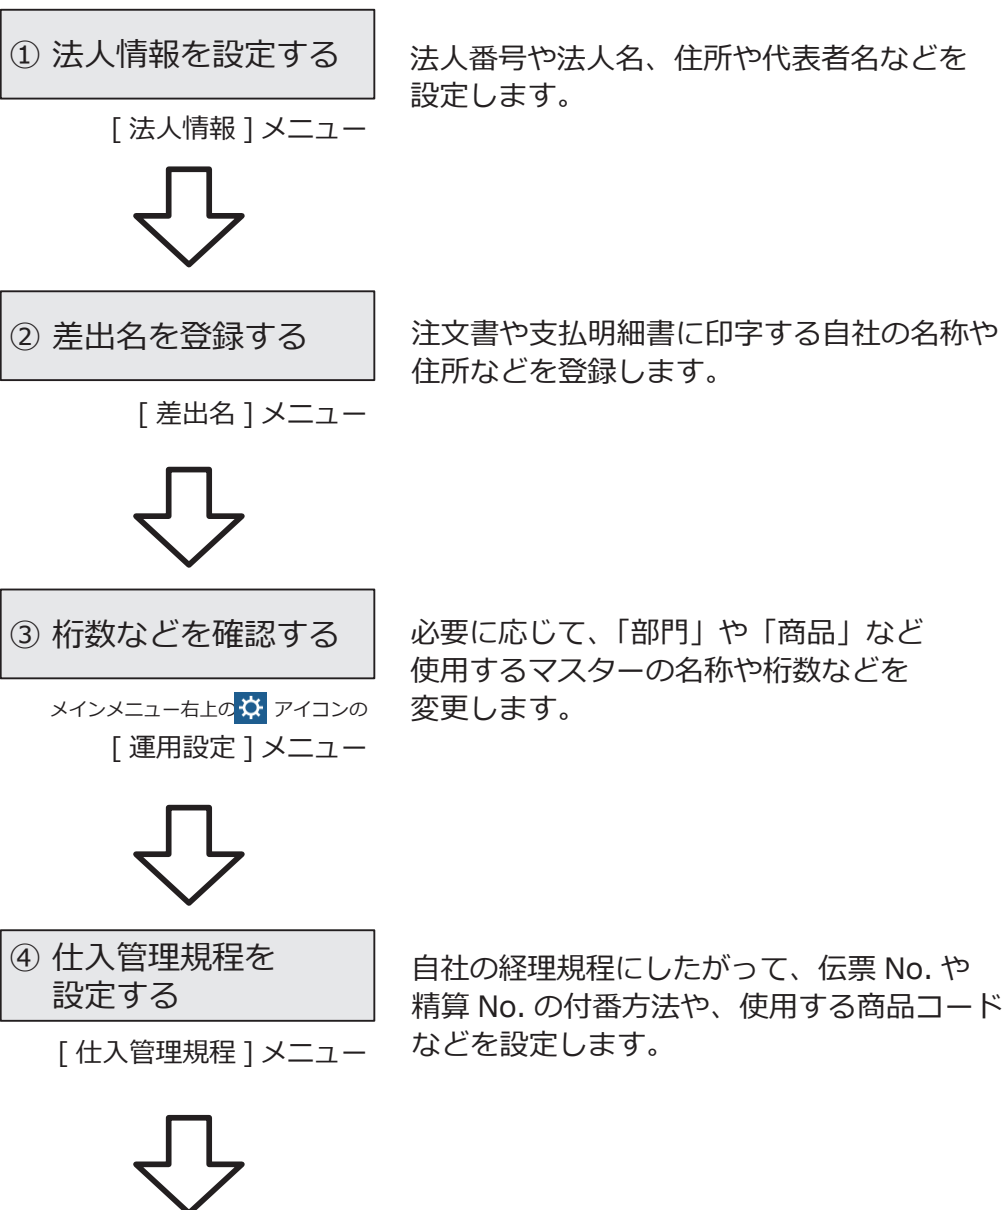 ① 法人情報を設定する
法人番号や法人名、住所や代表者名などを
設定します。
[ 法人情報 ] メニュー
② 差出名を登録する
注文書や支払明細書に印字する自社の名称や
住所などを登録します。
[ 差出名 ] メニュー
③ 桁数などを確認する
必要に応じて、「部門」や「商品」など
使用するマスターの名称や桁数などを
変更します。
メインメニュー右上の アイコンの
[ 運用設定 ] メニュー
④ 仕入管理規程を
設定する
自社の経理規程にしたがって、伝票 No. や
精算 No. の付番方法や、使用する商品コード
などを設定します。
[ 仕入管理規程 ] メニュー